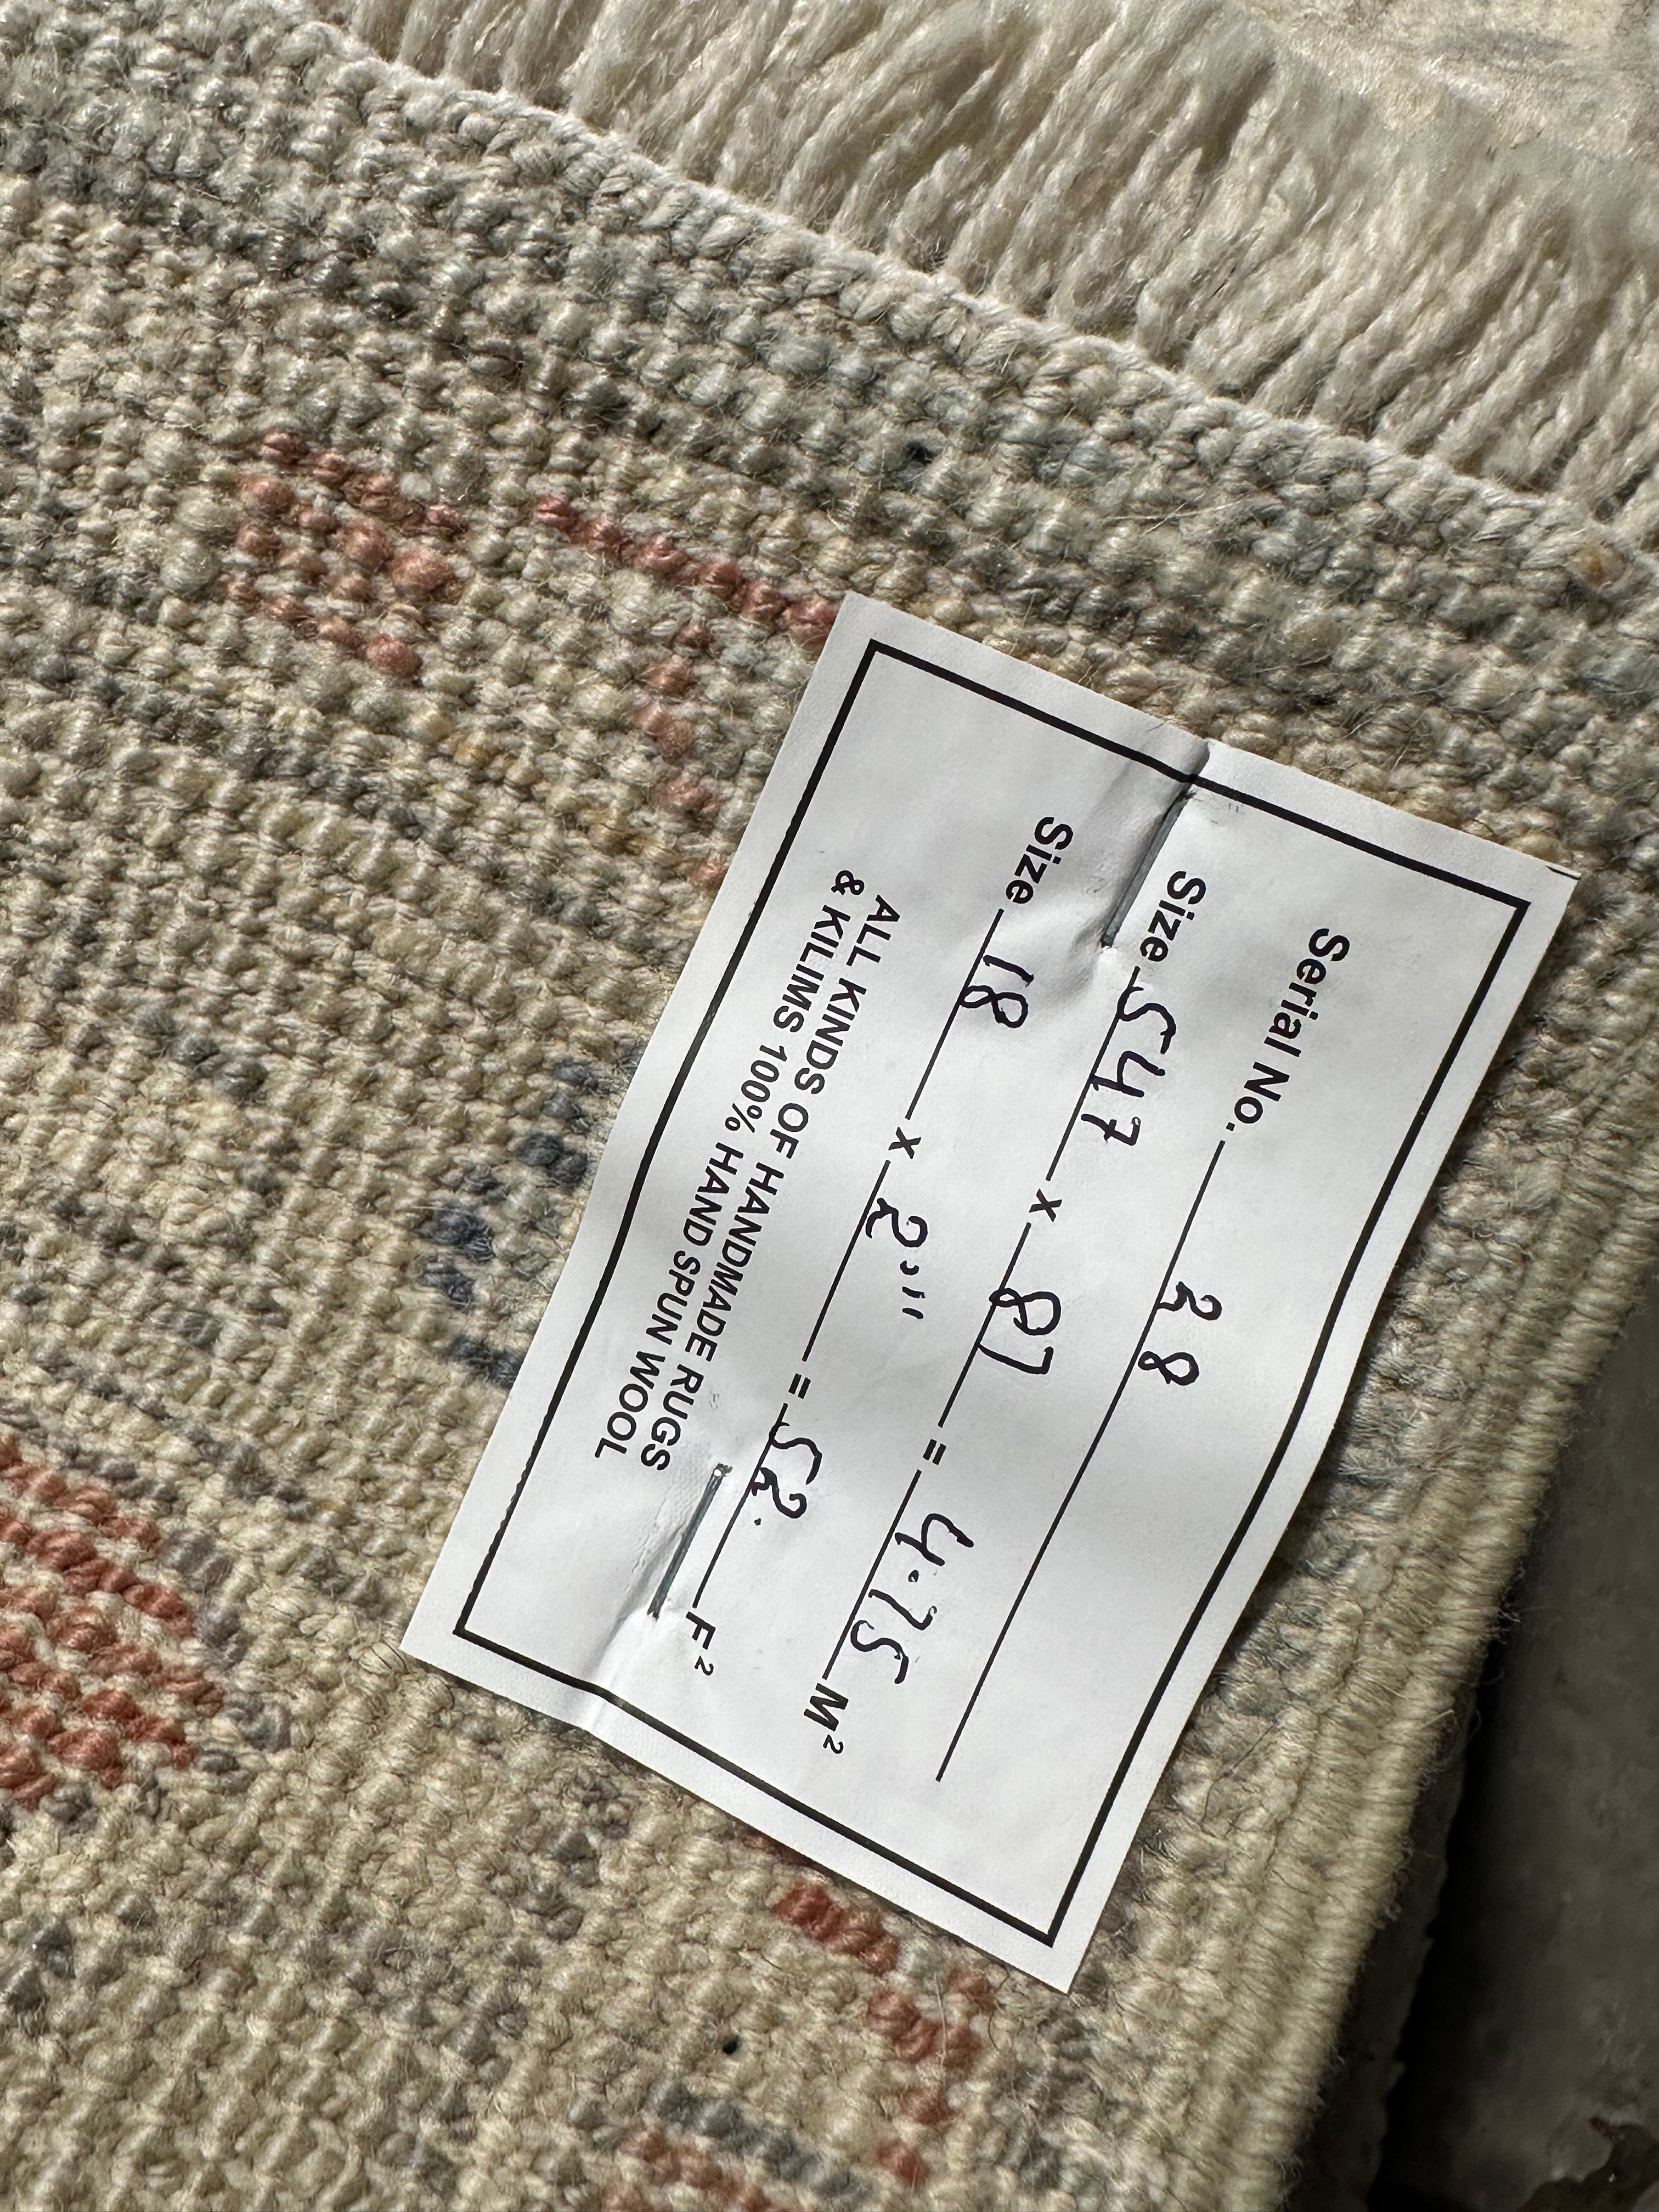 Serial No. 28
Size 547 x 87 = 4.75 M²
Size 18 x 2'11 = 52. F²
ALL KINDS OF HANDMADE RUGS
& KILIMS 100% HAND SPUN WOOL